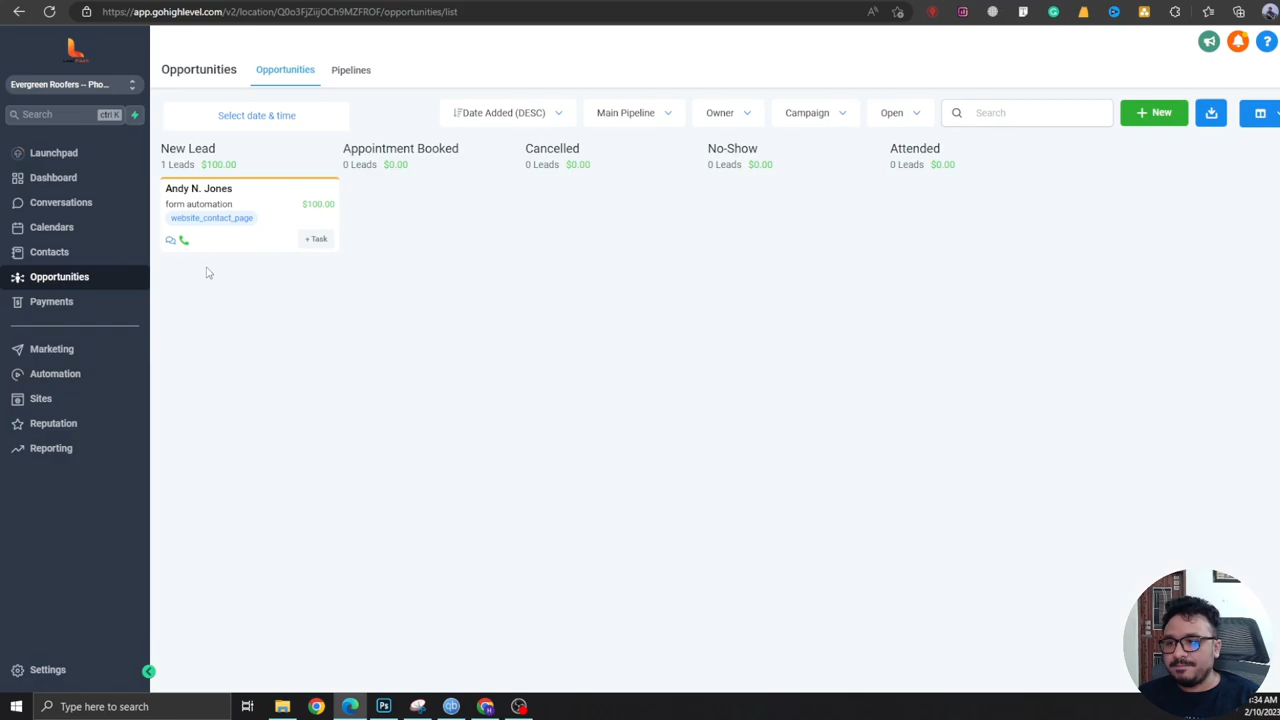 https://app.gohighlevel.com/v2/location/Q0o3FjZiijOCh9MZFROF/opportunities/list
Evergreen Roofers -- Pho...
Search
ctrl K
Launchpad
Dashboard
Conversations
Calendars
Contacts
Opportunities
Payments
Marketing
Automation
Sites
Reputation
Reporting
Settings
Opportunities
Opportunities
Pipelines
Select date & time
Date Added (DESC)
Main Pipeline
Owner
Campaign
Open
Search
+ New
New Lead
1 Leads $100.00
Appointment Booked
0 Leads $0.00
Cancelled
0 Leads $0.00
No-Show
0 Leads $0.00
Attended
0 Leads $0.00
Andy N. Jones
form automation $100.00
website_contact_page
+ Task
Type here to search
:34 AM
2/10/2023